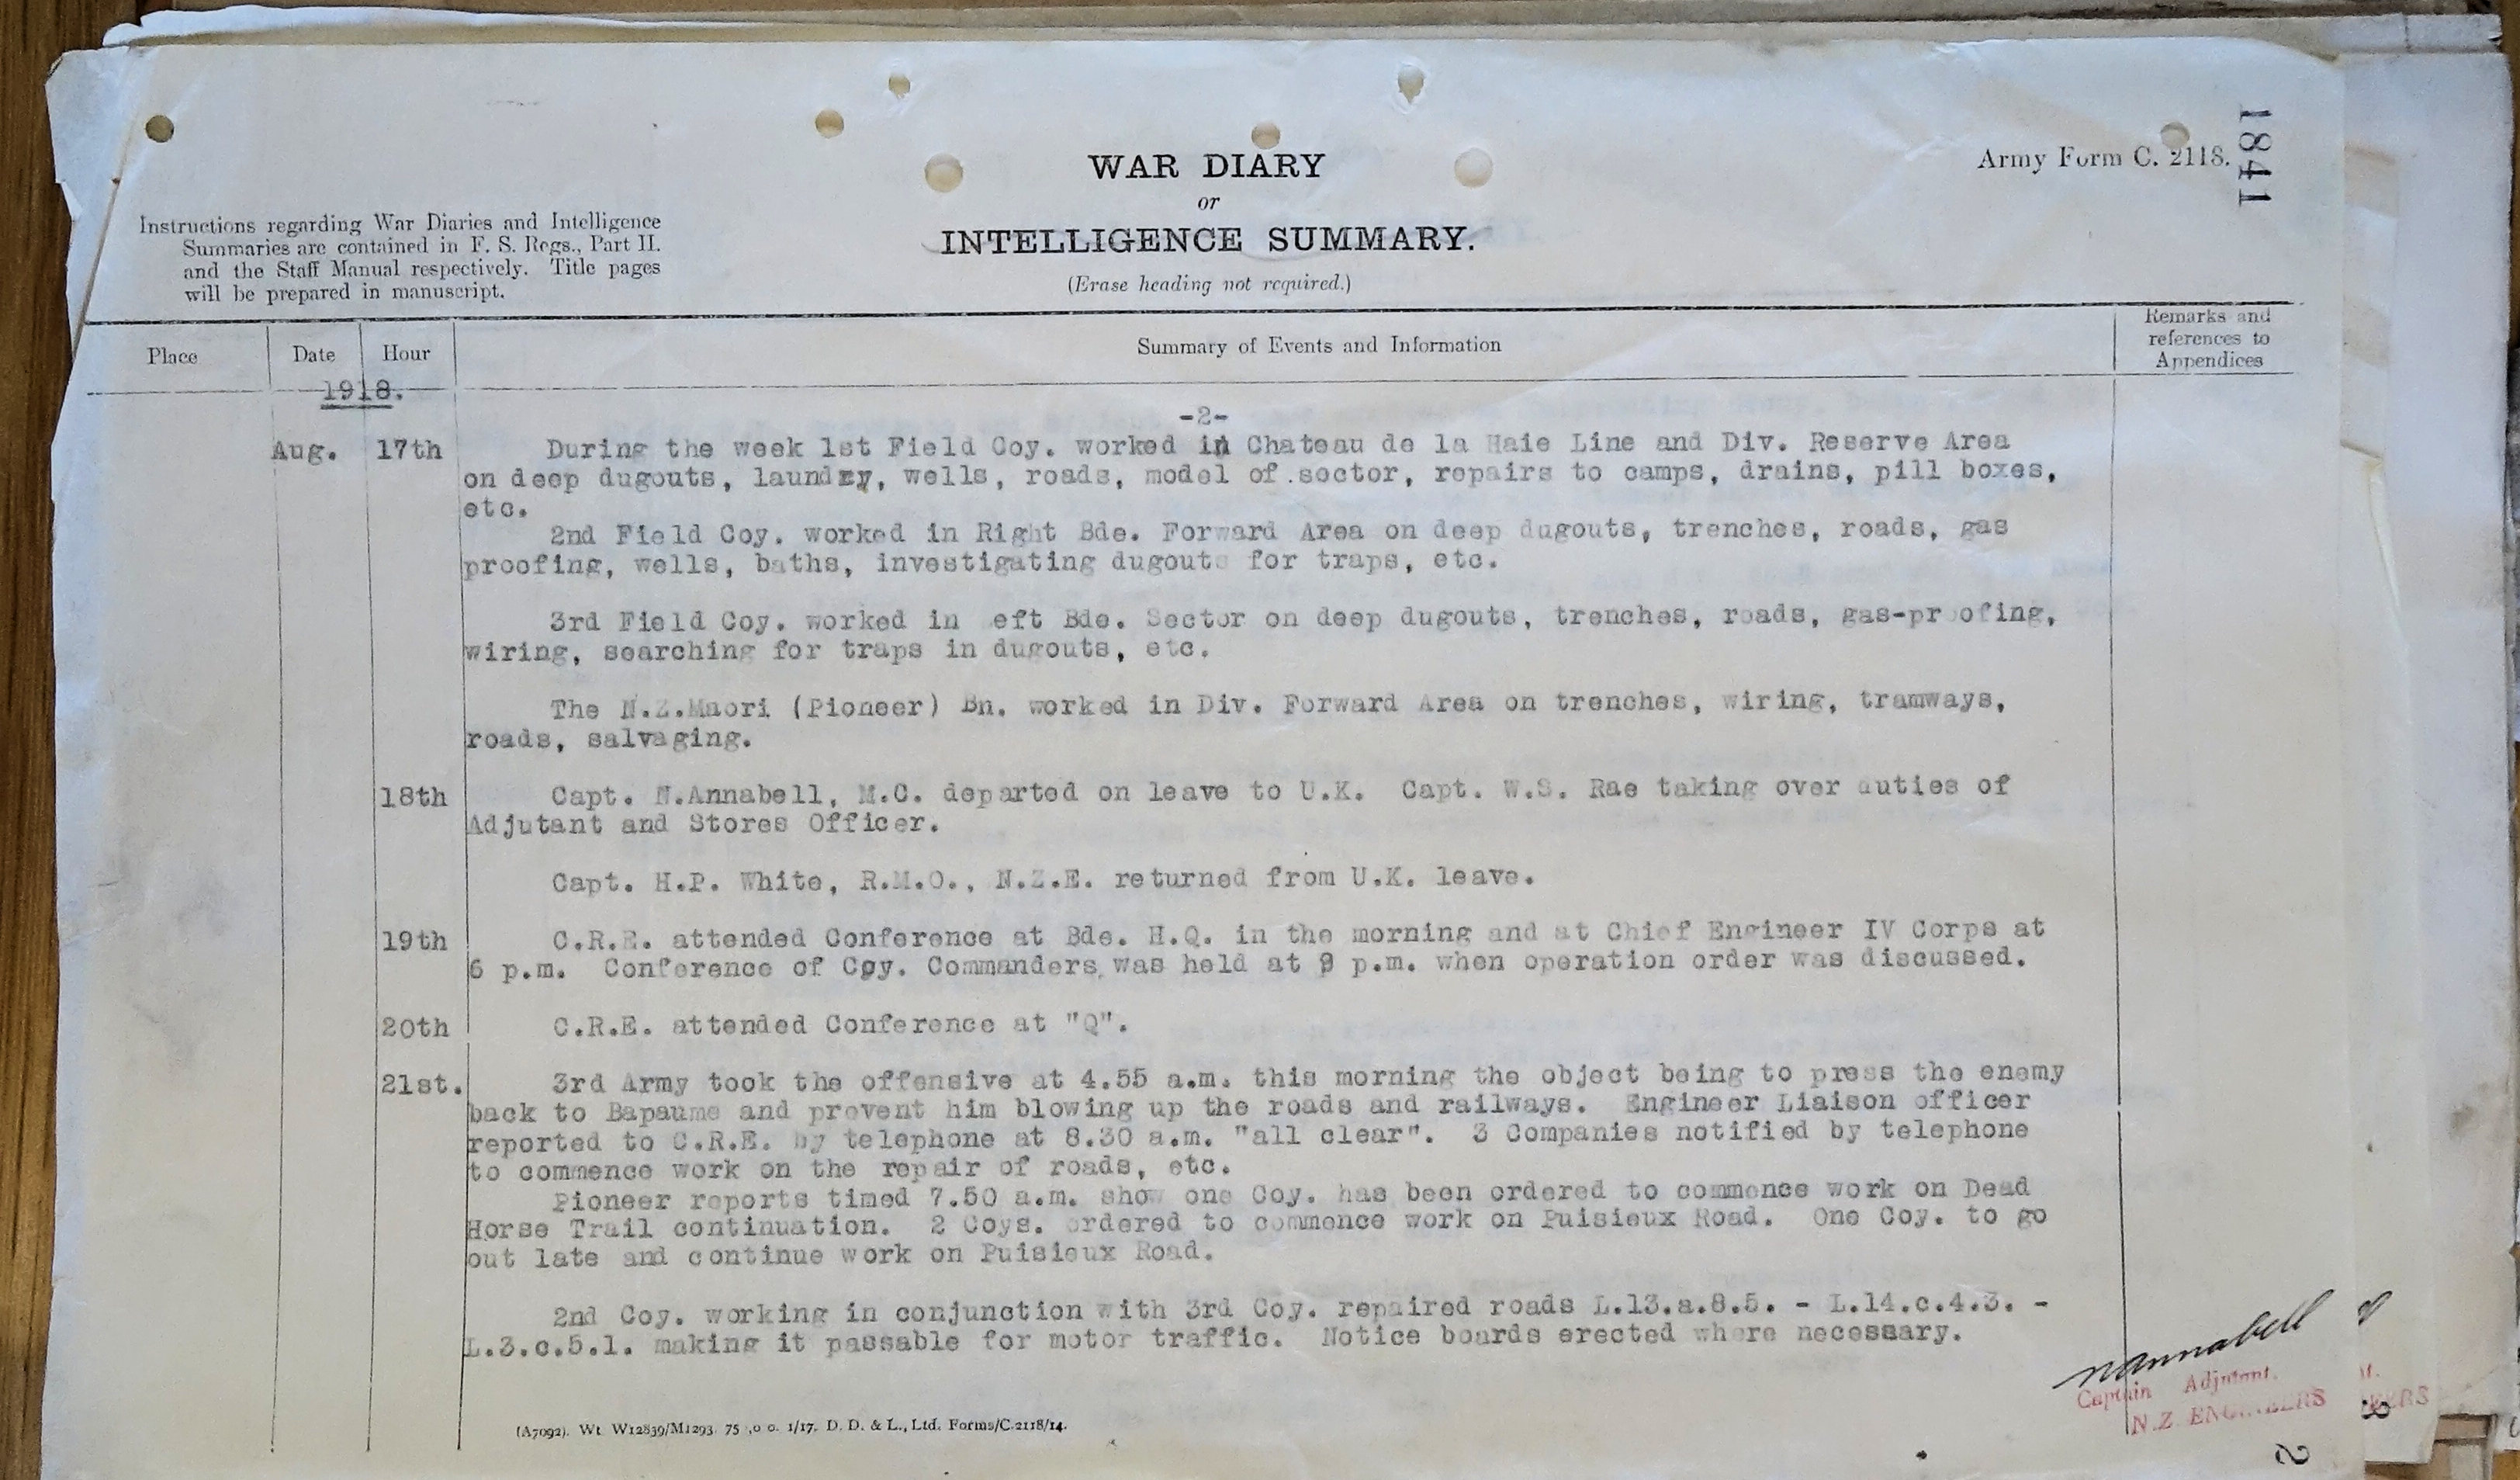 1841
Army Form C. 2118.
WAR DIARY
or
INTELLIGENCE SUMMARY.
(Erase heading not required.)
Instructions regarding War Diaries and Intelligence
Summaries are contained in F. S. Regs., Part II.
and the Staff Manual respectively. Title pages
will be prepared in manuscript.
Place
Date
Hour
Summary of Events and Information
Remarks and
references to
Appendices
1918.
-2-
Aug. 17th During the week 1st Field Coy. worked in Chateau de la Haie Line and Div. Reserve Area
on deep dugouts, laundry, wells, roads, model of sector, repairs to camps, drains, pill boxes,
etc.
2nd Field Coy. worked in Right Bde. Forward Area on deep dugouts, trenches, roads, gas
proofing, wells, baths, investigating dugouts for traps, etc.
3rd Field Coy. worked in eft Bde. Sector on deep dugouts, trenches, roads, gas-proofing,
wiring, searching for traps in dugouts, etc.
The N.Z.Maori (Pioneer) Bn. worked in Div. Forward Area on trenches, wiring, tramways,
roads, salvaging.
18th Capt. N.Annabell, M.C. departed on leave to U.K. Capt. W.S. Rae taking over duties of
Adjutant and Stores Officer.
Capt. H.P. White, R.M.O., N.Z.E. returned from U.K. leave.
19th C.R.E. attended Conference at Bde. H.Q. in the morning and at Chief Engineer IV Corps at
6 p.m. Conference of Coy. Commanders was held at 9 p.m. when operation order was discussed.
20th C.R.E. attended Conference at "Q".
21st. 3rd Army took the offensive at 4.55 a.m. this morning the object being to press the enemy
back to Bapaume and prevent him blowing up the roads and railways. Engineer Liaison officer
reported to C.R.E. by telephone at 8.30 a.m. "all clear". 3 Companies notified by telephone
to commence work on the repair of roads, etc.
Pioneer reports timed 7.50 a.m. show one Coy. has been ordered to commence work on Dead
Horse Trail continuation. 2 Coys. ordered to commence work on Puisieux Road. One Coy. to go
out late and continue work on Puisieux Road.
2nd Coy. working in conjunction with 3rd Coy. repaired roads L.13.a.8.5. - L.14.c.4.3. -
L.3.c.5.1. making it passable for motor traffic. Notice boards erected where necessary.
NAnnabell
Captain Adjutant.
N.Z. ENGINEERS
(A7092). Wt. W12839/M1293. 75 ,0 0. 1/17. D. D. & L., Ltd. Forms/C.2118/14.